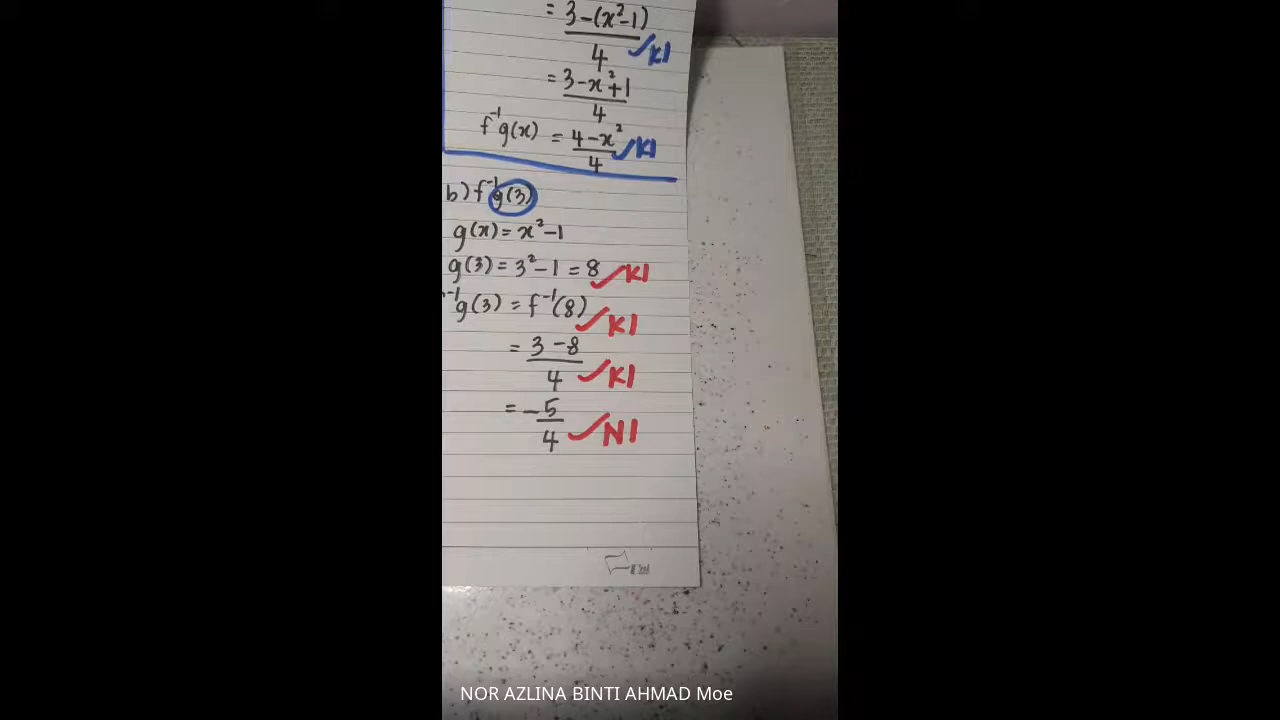 = 3-(x²-1) / 4 ✓K1
= 3-x²+1 / 4
f⁻¹g(x) = 4-x² / 4 ✓K1
b) f⁻¹g(3)
g(x) = x²-1
g(3) = 3²-1 = 8 ✓K1
⁻¹g(3) = f⁻¹(8) ✓K1
= 3-8 / 4 ✓K1
= -5/4 ✓N1
NOR AZLINA BINTI AHMAD Moe